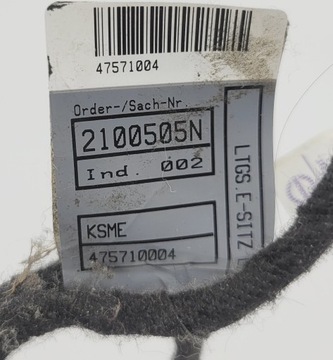 47571004
Order-/Sach-Nr.
2100505N
Ind. 002
KSME
475710004
LTGS.E-SITZ